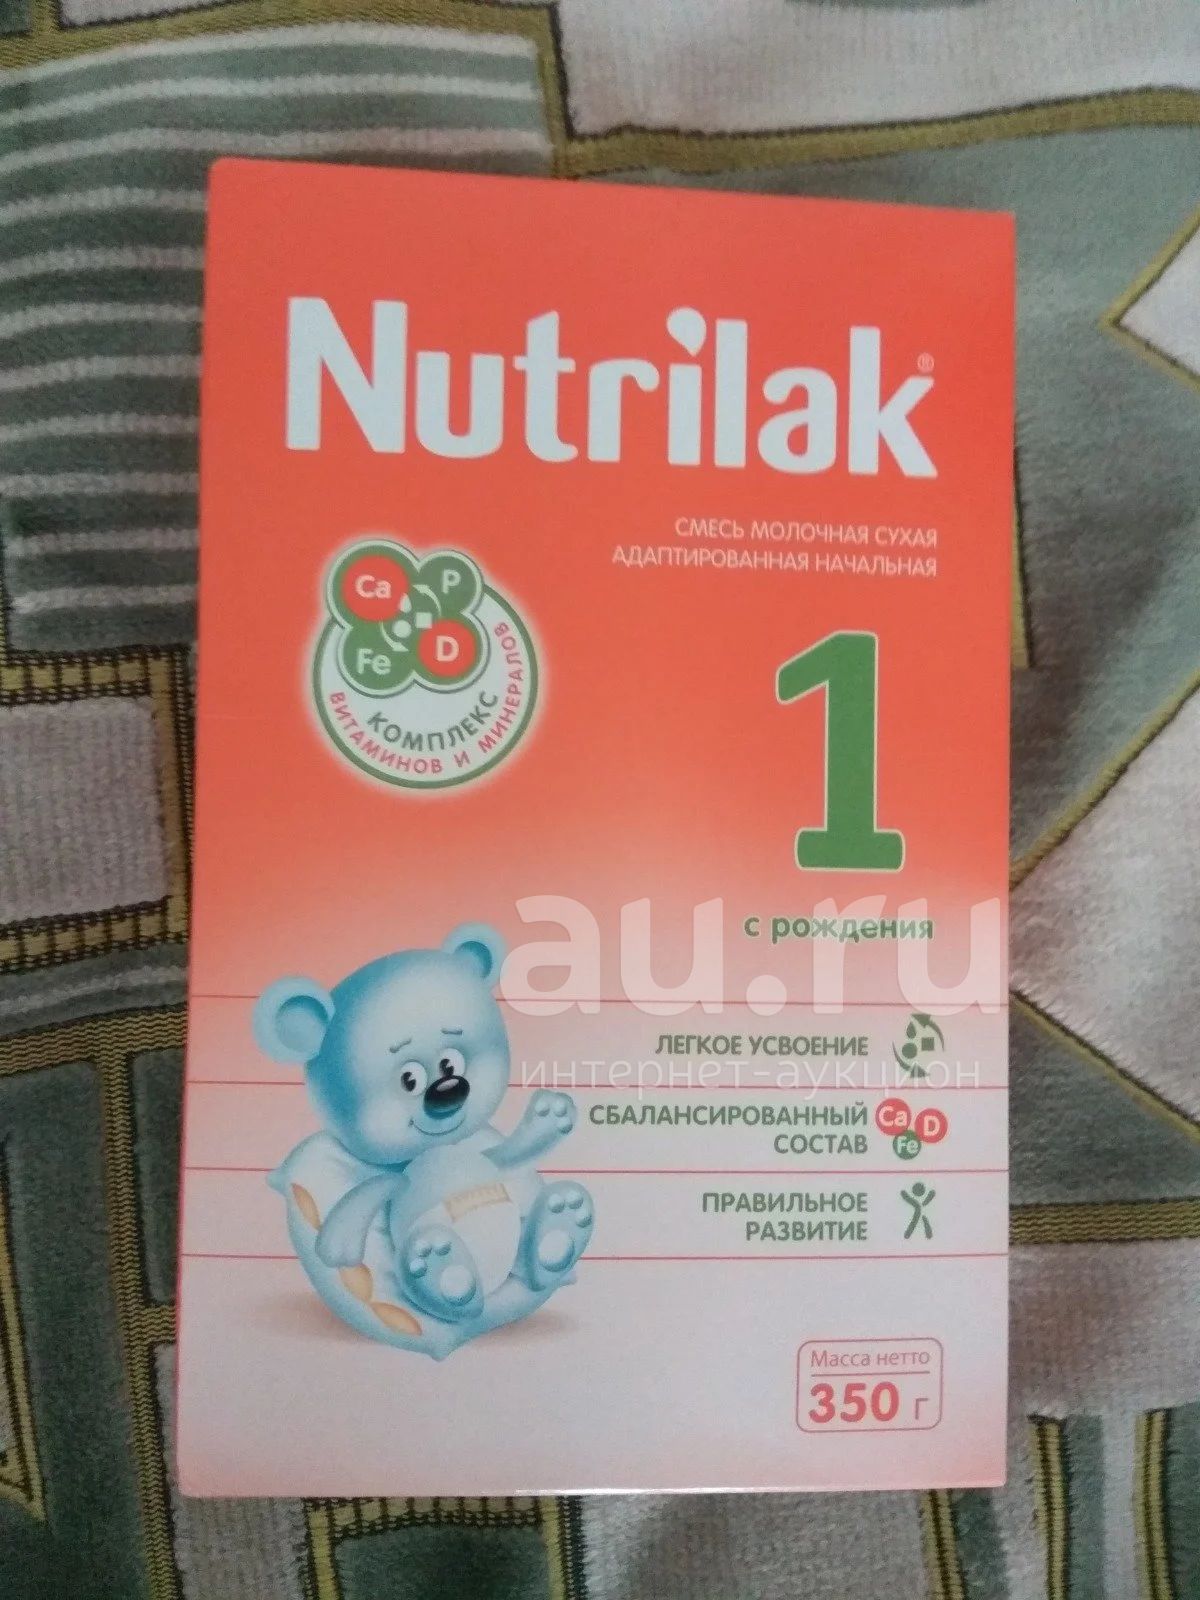 Nutrilak®
СМЕСЬ МОЛОЧНАЯ СУХАЯ
АДАПТИРОВАННАЯ НАЧАЛЬНАЯ
Ca P
Fe D
КОМПЛЕКС
ВИТАМИНОВ И МИНЕРАЛОВ
1
с рождения
au.ru
интернет-аукцион
ЛЕГКОЕ УСВОЕНИЕ
СБАЛАНСИРОВАННЫЙ
СОСТАВ
Ca D
Fe
ПРАВИЛЬНОЕ
РАЗВИТИЕ
Масса нетто
350 г